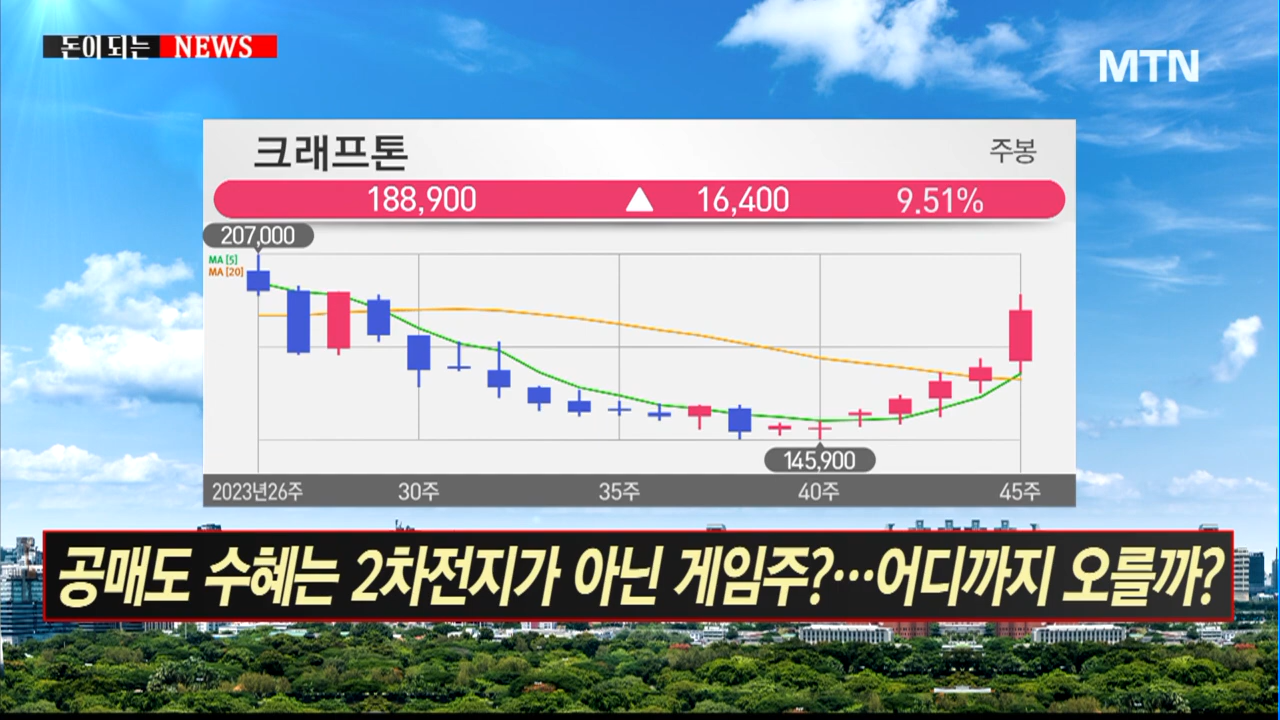 돈이 되는 NEWS
MTN
크래프톤
주봉
188,900 ▲ 16,400 9.51%
207,000
MA [5]
MA [20]
145,900
2023년26주 30주 35주 40주 45주
공매도 수혜는 2차전지가 아닌 게임주?…어디까지 오를까?